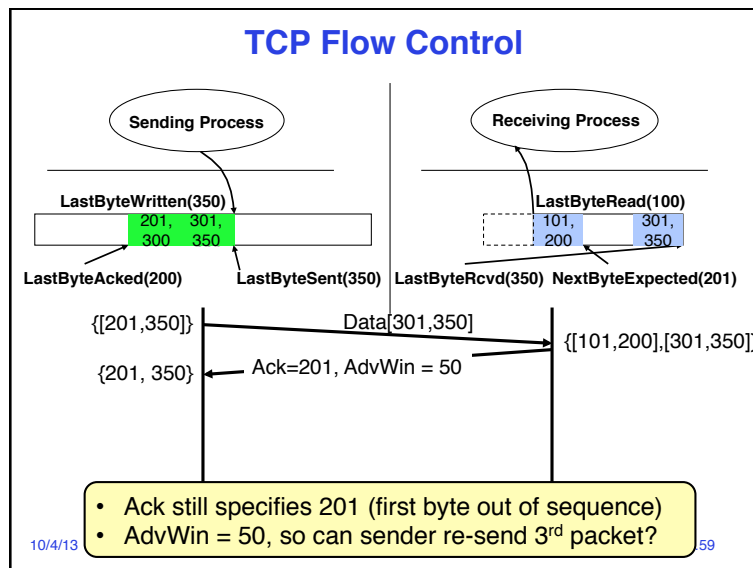 TCP Flow Control
Sending Process
Receiving Process
LastByteWritten(350)
LastByteRead(100)
201,
300
301,
350
101,
200
301,
350
LastByteAcked(200)
LastByteSent(350)
LastByteRcvd(350)
NextByteExpected(201)
{[201,350]}
Data[301,350]
{[101,200],[301,350]}
{201, 350}
Ack=201, AdvWin = 50
• Ack still specifies 201 (first byte out of sequence)
• AdvWin = 50, so can sender re-send 3rd packet?
10/4/13
.59